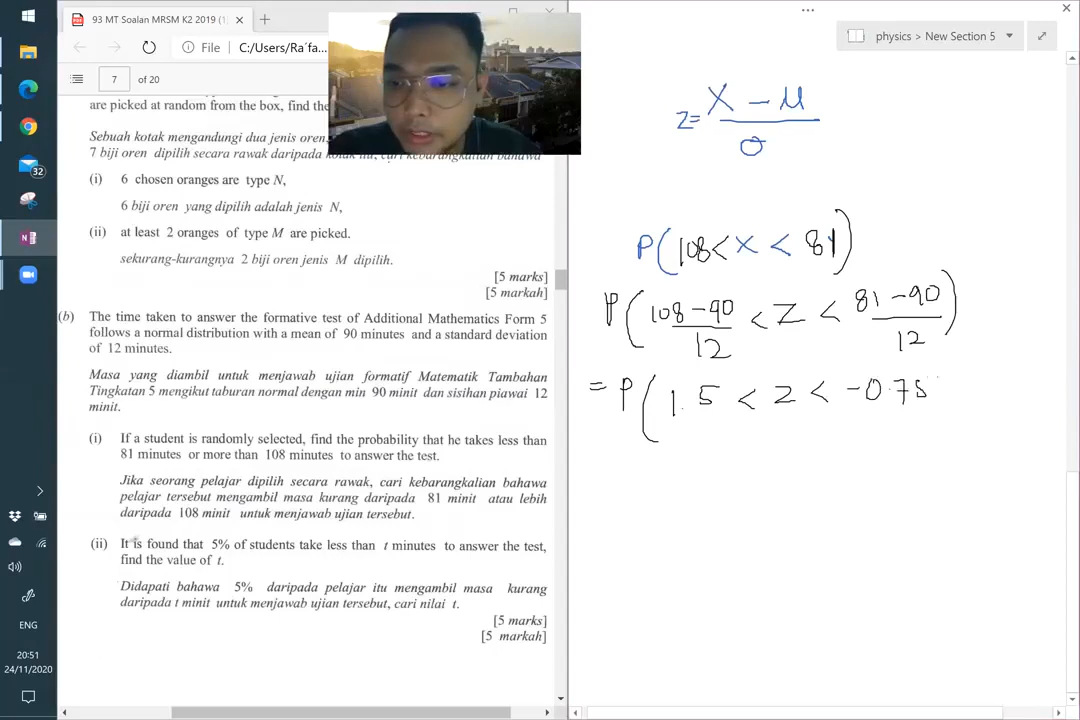 93 MT Soalan MRSM K2 2019 (1)
File C:/Users/Ra'fa...
7 of 20
physics > New Section 5
are picked at random from the box, find the
Sebuah kotak mengandungi dua jenis oren.
7 biji oren dipilih secara rawak daripada kotak itu, cari kebarangkalian bahawa
(i) 6 chosen oranges are type N,
6 biji oren yang dipilih adalah jenis N,
(ii) at least 2 oranges of type M are picked.
sekurang-kurangnya 2 biji oren jenis M dipilih.
[5 marks]
[5 markah]
(b) The time taken to answer the formative test of Additional Mathematics Form 5
follows a normal distribution with a mean of 90 minutes and a standard deviation
of 12 minutes.
Masa yang diambil untuk menjawab ujian formatif Matematik Tambahan
Tingkatan 5 mengikut taburan normal dengan min 90 minit dan sisihan piawai 12
minit.
(i) If a student is randomly selected, find the probability that he takes less than
81 minutes or more than 108 minutes to answer the test.
Jika seorang pelajar dipilih secara rawak, cari kebarangkalian bahawa
pelajar tersebut mengambil masa kurang daripada 81 minit atau lebih
daripada 108 minit untuk menjawab ujian tersebut.
(ii) It is found that 5% of students take less than t minutes to answer the test,
find the value of t.
Didapati bahawa 5% daripada pelajar itu mengambil masa kurang
daripada t minit untuk menjawab ujian tersebut, cari nilai t.
[5 marks]
[5 markah]
32
ENG
20:51
24/11/2020
z = X - μ
σ
P(108 < X < 81)
P(108 - 90 < Z < 81 - 90)
12 12
= P(1.5 < Z < -0.75